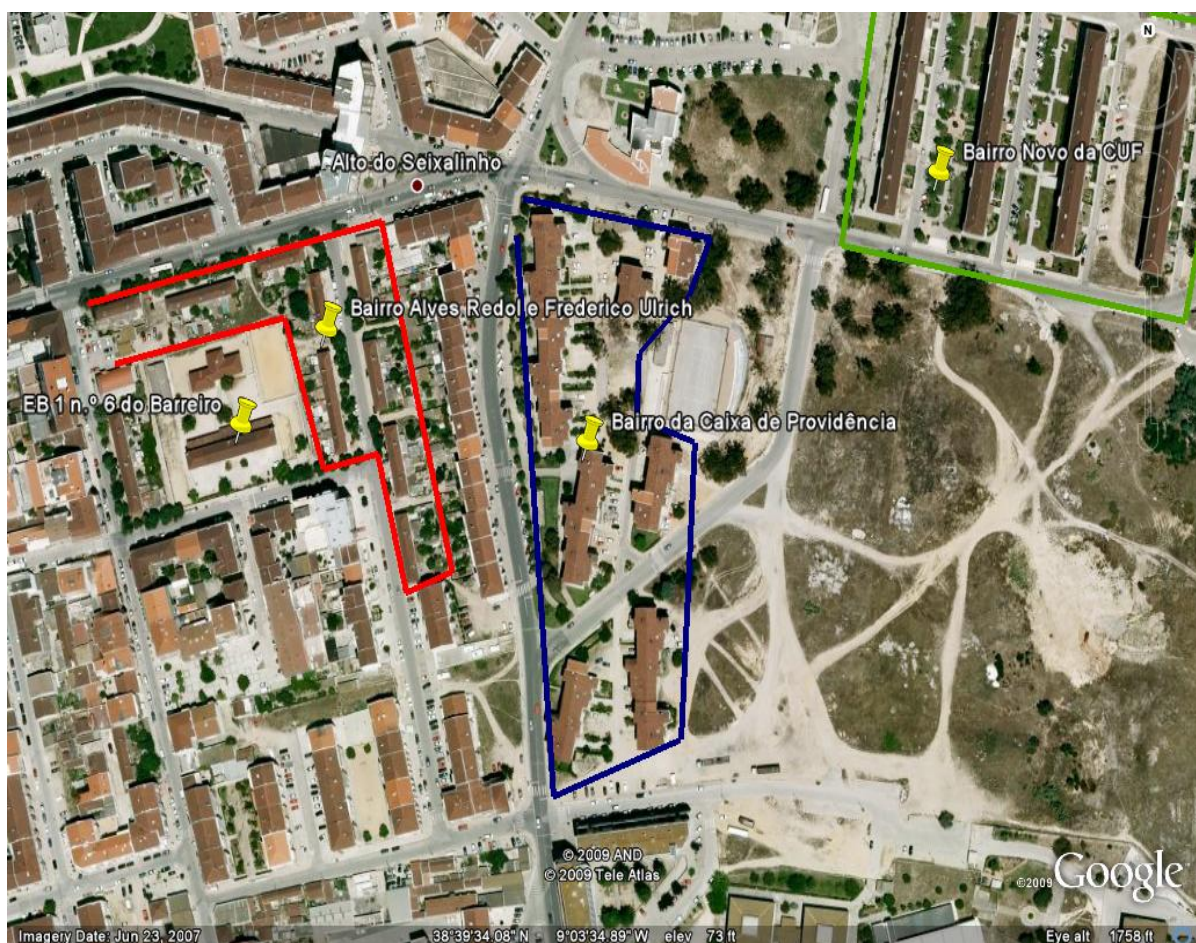 N
Bairro Novo da CUF
Alto do Seixalinho
Bairro Alves Redol e Frederico Ulrich
EB 1 n.º 6 do Barreiro
Bairro da Caixa de Providência
© 2009 AND
© 2009 Tele Atlas
©2009 Google
Imagery Date: Jun 23, 2007 38°39'34.08" N 9°03'34.89" W elev 73 ft Eye alt 1758 ft